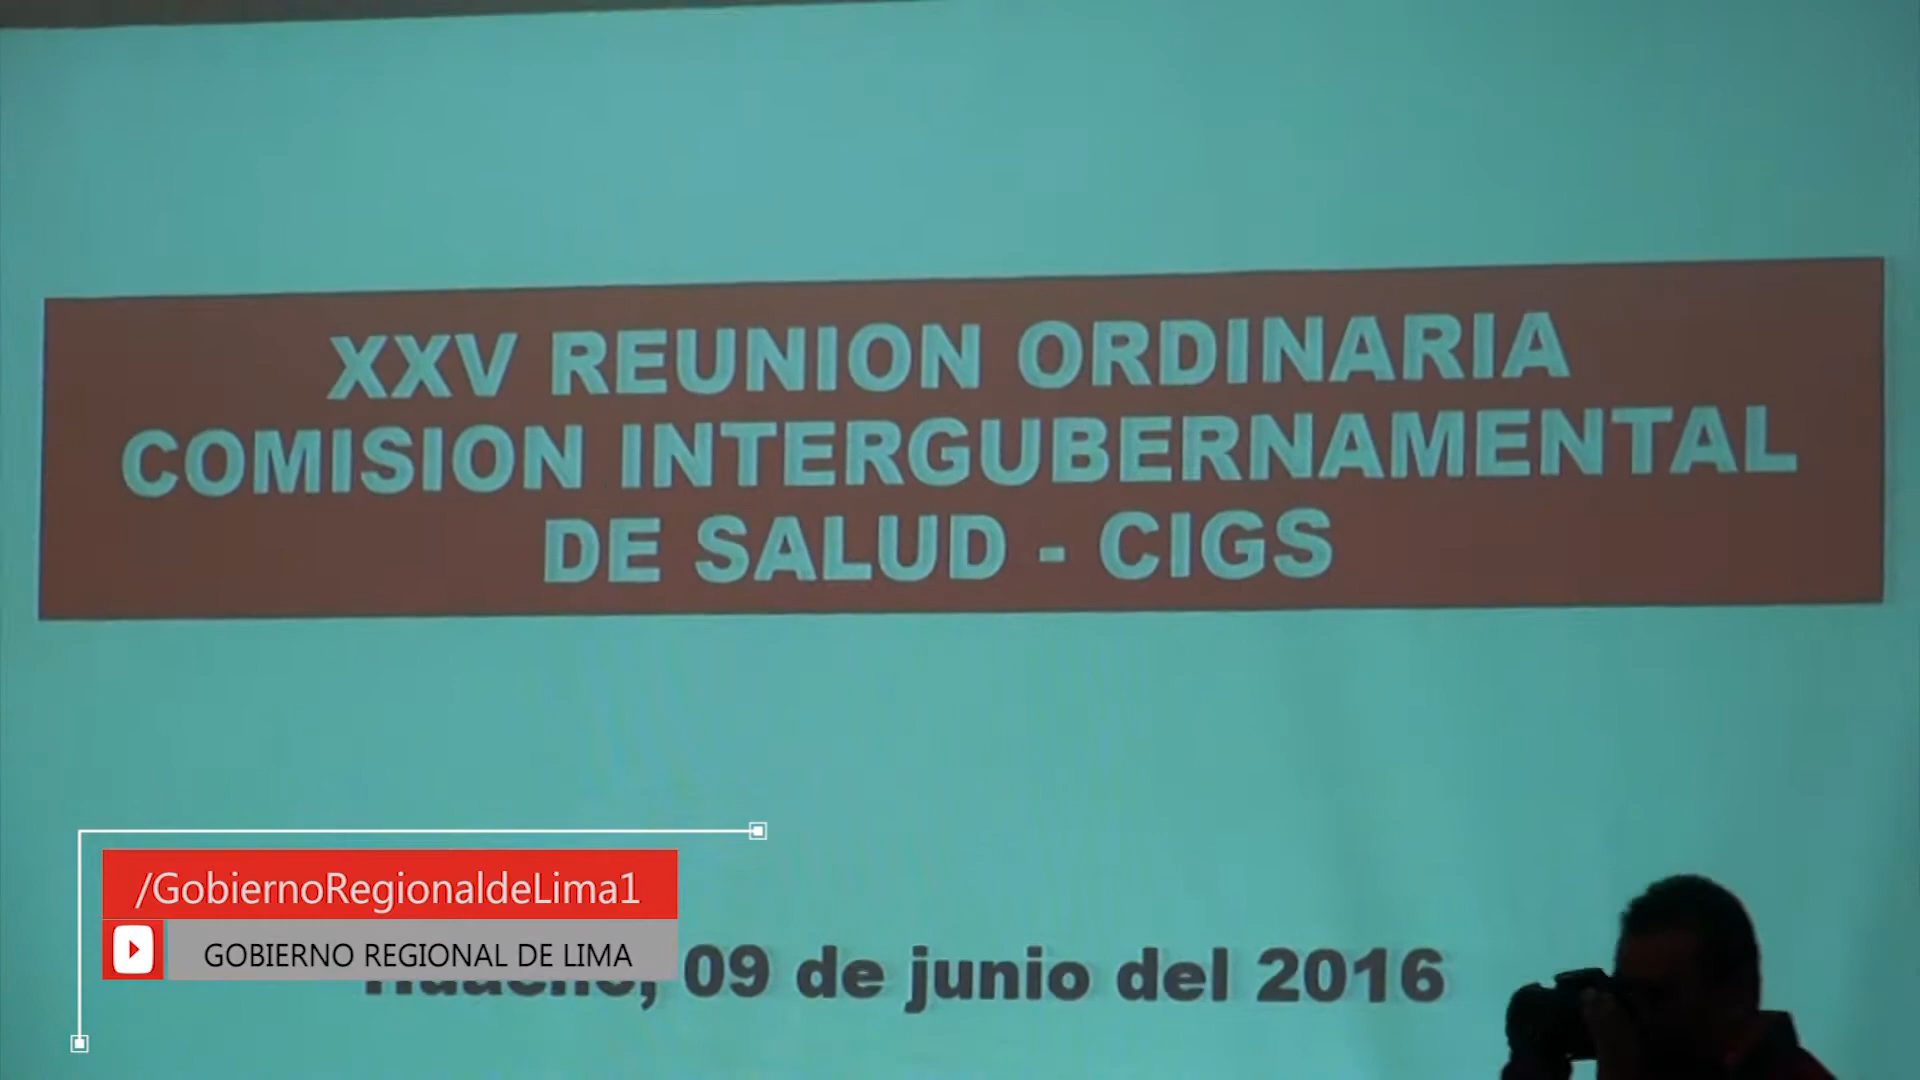 XXV REUNION ORDINARIA
COMISION INTERGUBERNAMENTAL
DE SALUD - CIGS
/GobiernoRegionaldeLima1
GOBIERNO REGIONAL DE LIMA
09 de junio del 2016